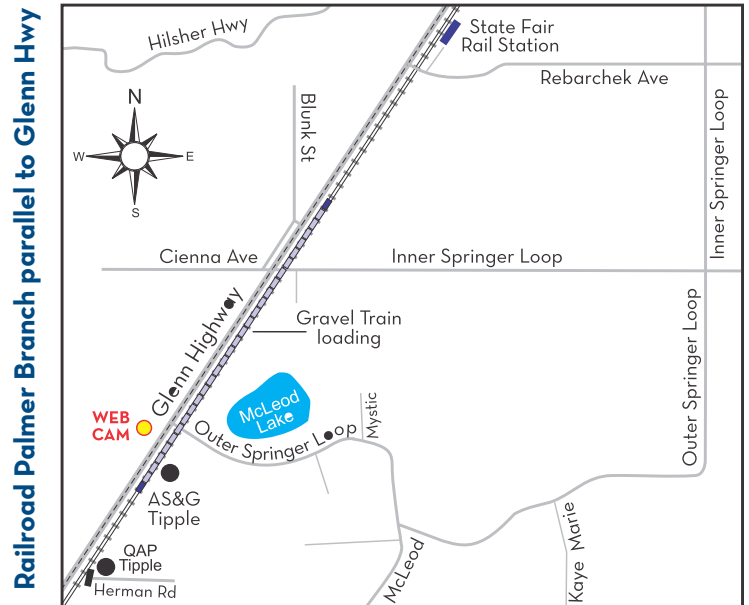 Railroad Palmer Branch parallel to Glenn Hwy
Hilsher Hwy
State Fair
Rail Station
Rebarchek Ave
N
W
E
S
Blunk St
Inner Springer Loop
Cienna Ave
Inner Springer Loop
Glenn Highway
Gravel Train
loading
Outer Springer Loop
McLeod
Lake
WEB
CAM
Outer Springer Loop
Mystic
AS&G
Tipple
QAP
Tipple
Herman Rd
McLeod
Kaye Marie